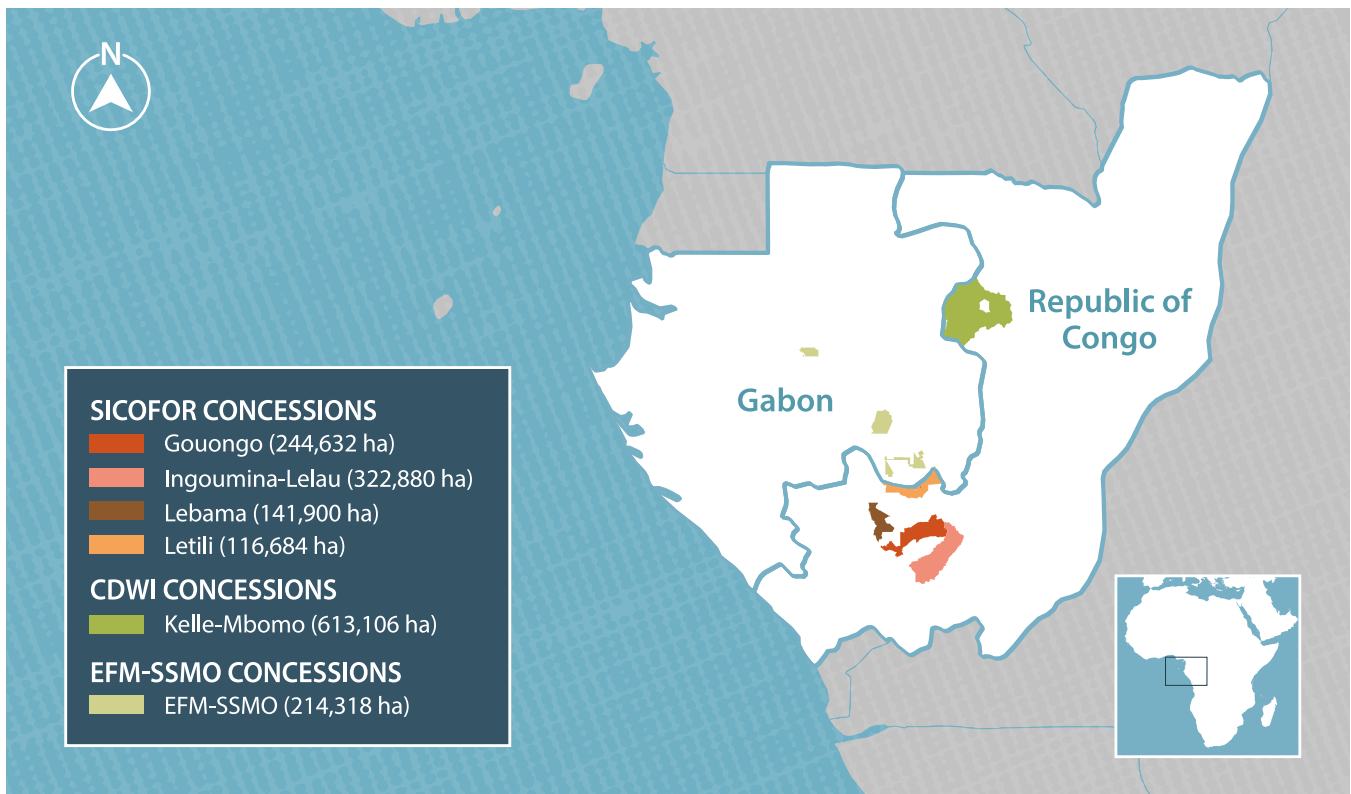 N
Republic of
Congo
Gabon
SICOFOR CONCESSIONS
Gouongo (244,632 ha)
Ingoumina-Lelau (322,880 ha)
Lebama (141,900 ha)
Letili (116,684 ha)
CDWI CONCESSIONS
Kelle-Mbomo (613,106 ha)
EFM-SSMO CONCESSIONS
EFM-SSMO (214,318 ha)